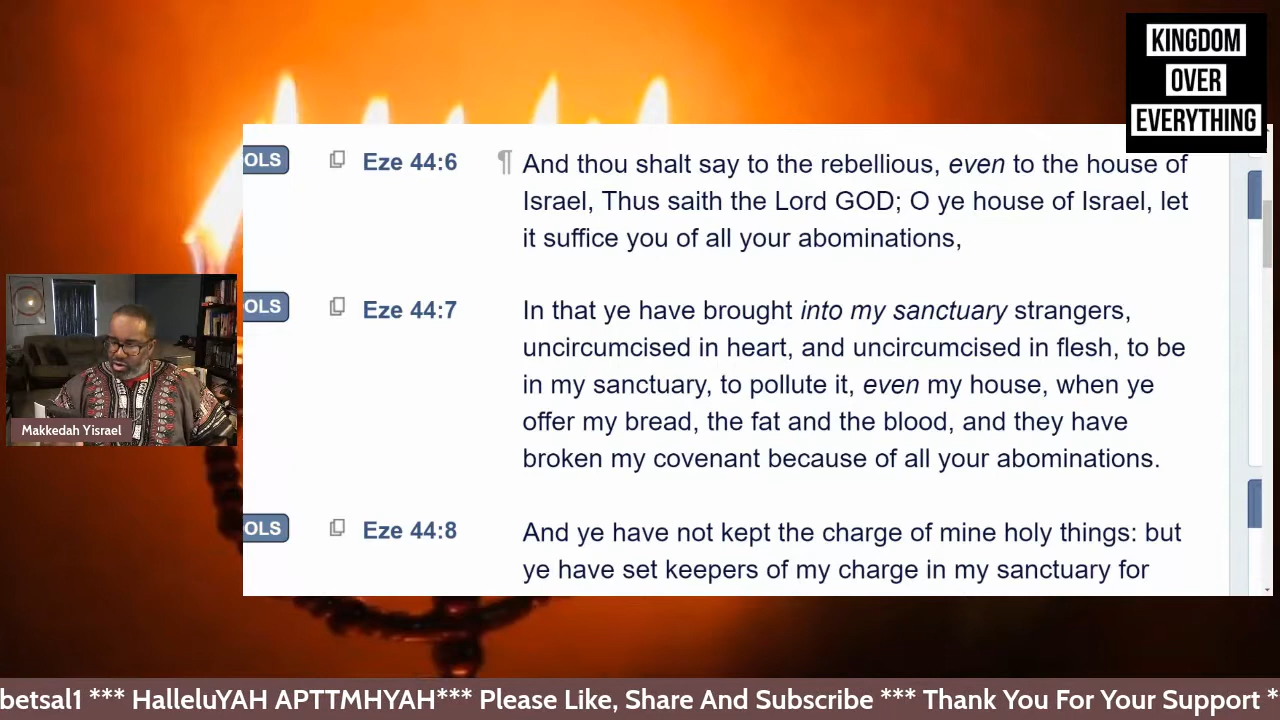 KINGDOM
OVER
EVERYTHING
OLS
Eze 44:6
¶ And thou shalt say to the rebellious, even to the house of
Israel, Thus saith the Lord GOD; O ye house of Israel, let
it suffice you of all your abominations,
OLS
Eze 44:7
In that ye have brought into my sanctuary strangers,
uncircumcised in heart, and uncircumcised in flesh, to be
in my sanctuary, to pollute it, even my house, when ye
offer my bread, the fat and the blood, and they have
broken my covenant because of all your abominations.
OLS
Eze 44:8
And ye have not kept the charge of mine holy things: but
ye have set keepers of my charge in my sanctuary for
Makkedah Yisrael
betsal1 *** HalleluYAH APTTMHYAH*** Please Like, Share And Subscribe *** Thank You For Your Support *